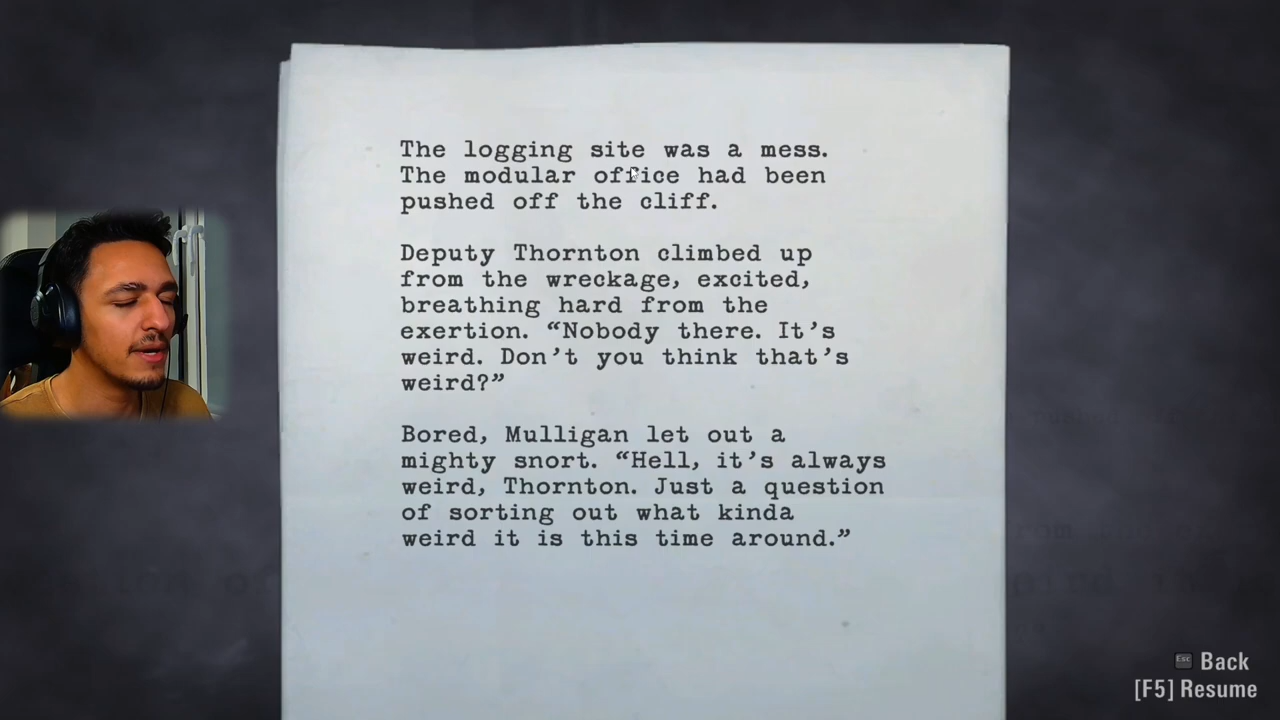 The logging site was a mess.
The modular office had been
pushed off the cliff.
Deputy Thornton climbed up
from the wreckage, excited,
breathing hard from the
exertion. “Nobody there. It’s
weird. Don’t you think that’s
weird?”
Bored, Mulligan let out a
mighty snort. “Hell, it’s always
weird, Thornton. Just a question
of sorting out what kinda
weird it is this time around.”
Esc Back
[F5] Resume